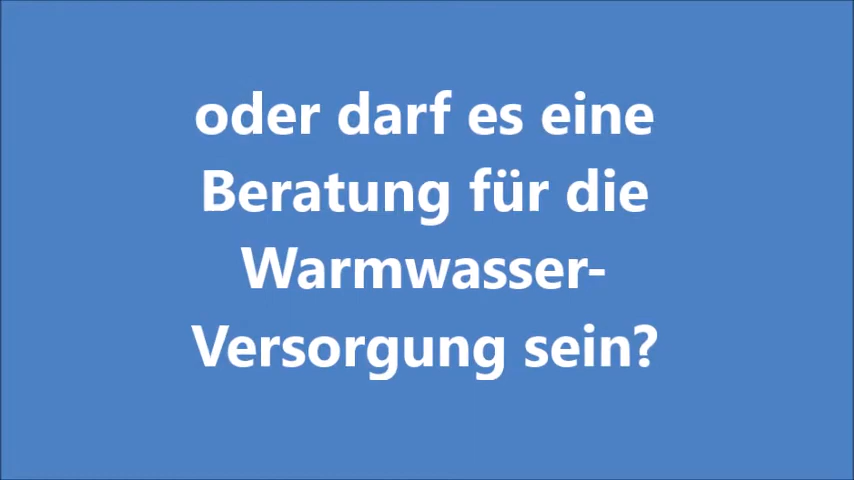 oder darf es eine
Beratung für die
Warmwasser-
Versorgung sein?